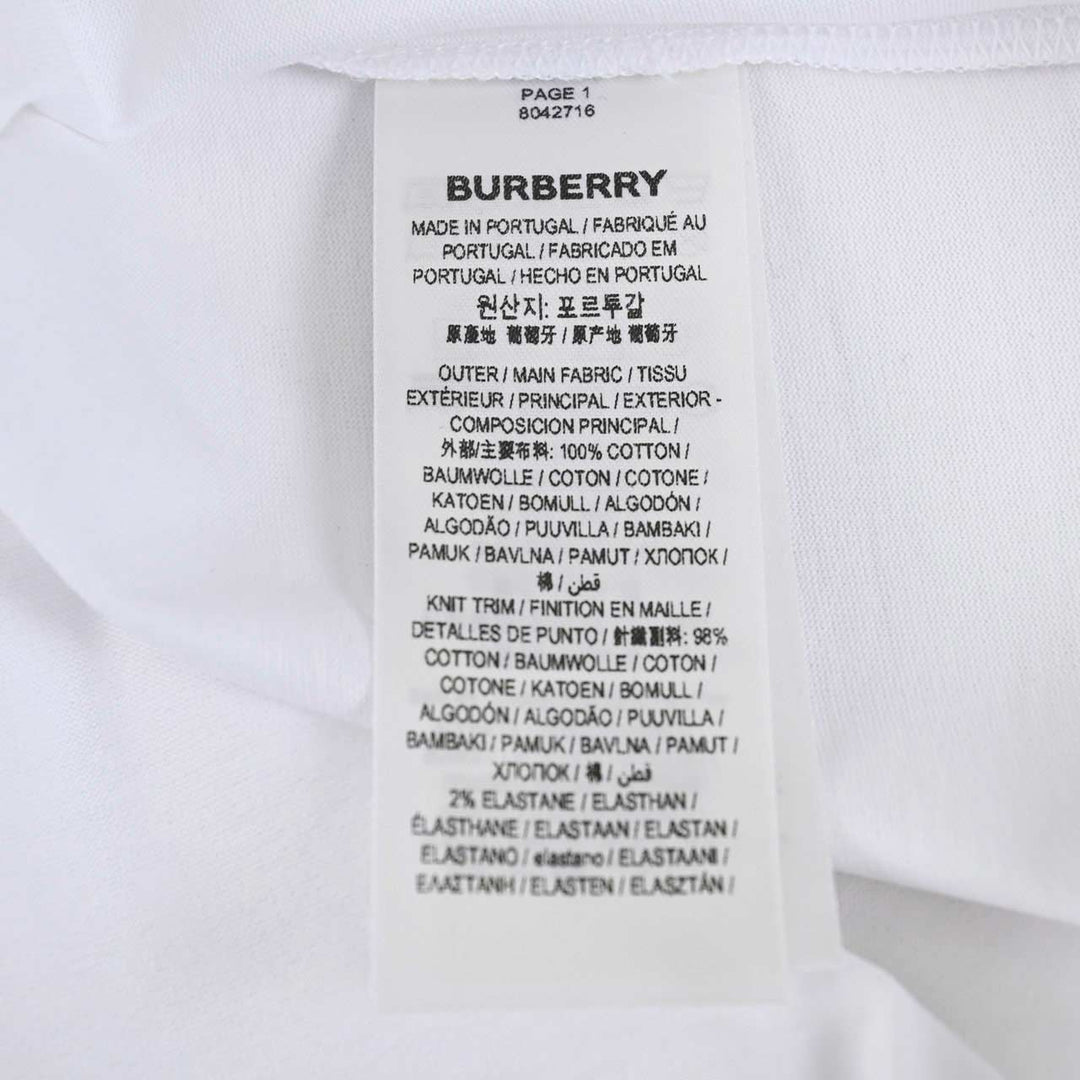 PAGE 1
8042716
BURBERRY
MADE IN PORTUGAL / FABRIQUÉ AU
PORTUGAL / FABRICADO EM
PORTUGAL / HECHO EN PORTUGAL
원산지: 포르투갈
原產地 葡萄牙 / 原产地 葡萄牙
OUTER / MAIN FABRIC / TISSU
EXTÉRIEUR / PRINCIPAL / EXTERIOR -
COMPOSICION PRINCIPAL /
外部/主要布料: 100% COTTON /
BAUMWOLLE / COTON / COTONE /
KATOEN / BOMULL / ALGODÓN /
ALGODÃO / PUUVILLA / BAMBAKI /
PAMUK / BAVLNA / PAMUT / ХЛОПОК /
棉 / قطن
KNIT TRIM / FINITION EN MAILLE /
DETALLES DE PUNTO / 針織副料: 98%
COTTON / BAUMWOLLE / COTON /
COTONE / KATOEN / BOMULL /
ALGODÓN / ALGODÃO / PUUVILLA /
BAMBAKI / PAMUK / BAVLNA / PAMUT /
ХЛОПОК / 棉 / قطن
2% ELASTANE / ELASTHAN /
ÉLASTHANE / ELASTAAN / ELASTAN /
ELASTANO / elastano / ELASTAANI /
ΕΛΑΣΤΑΝΗ / ELASTEN / ELASZTÁN /